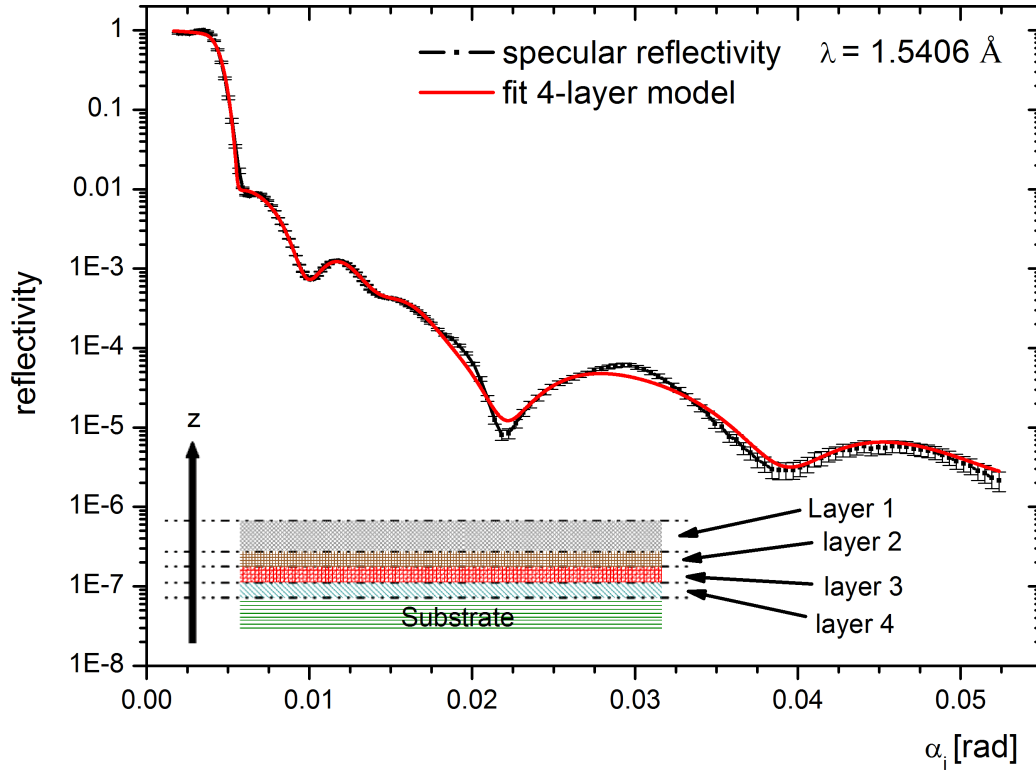 specular reflectivity
fit 4-layer model
λ = 1.5406 Å
1
0.1
0.01
1E-3
1E-4
1E-5
1E-6
1E-7
1E-8
reflectivity
z
Layer 1
layer 2
layer 3
layer 4
Substrate
0.00 0.01 0.02 0.03 0.04 0.05
αi [rad]